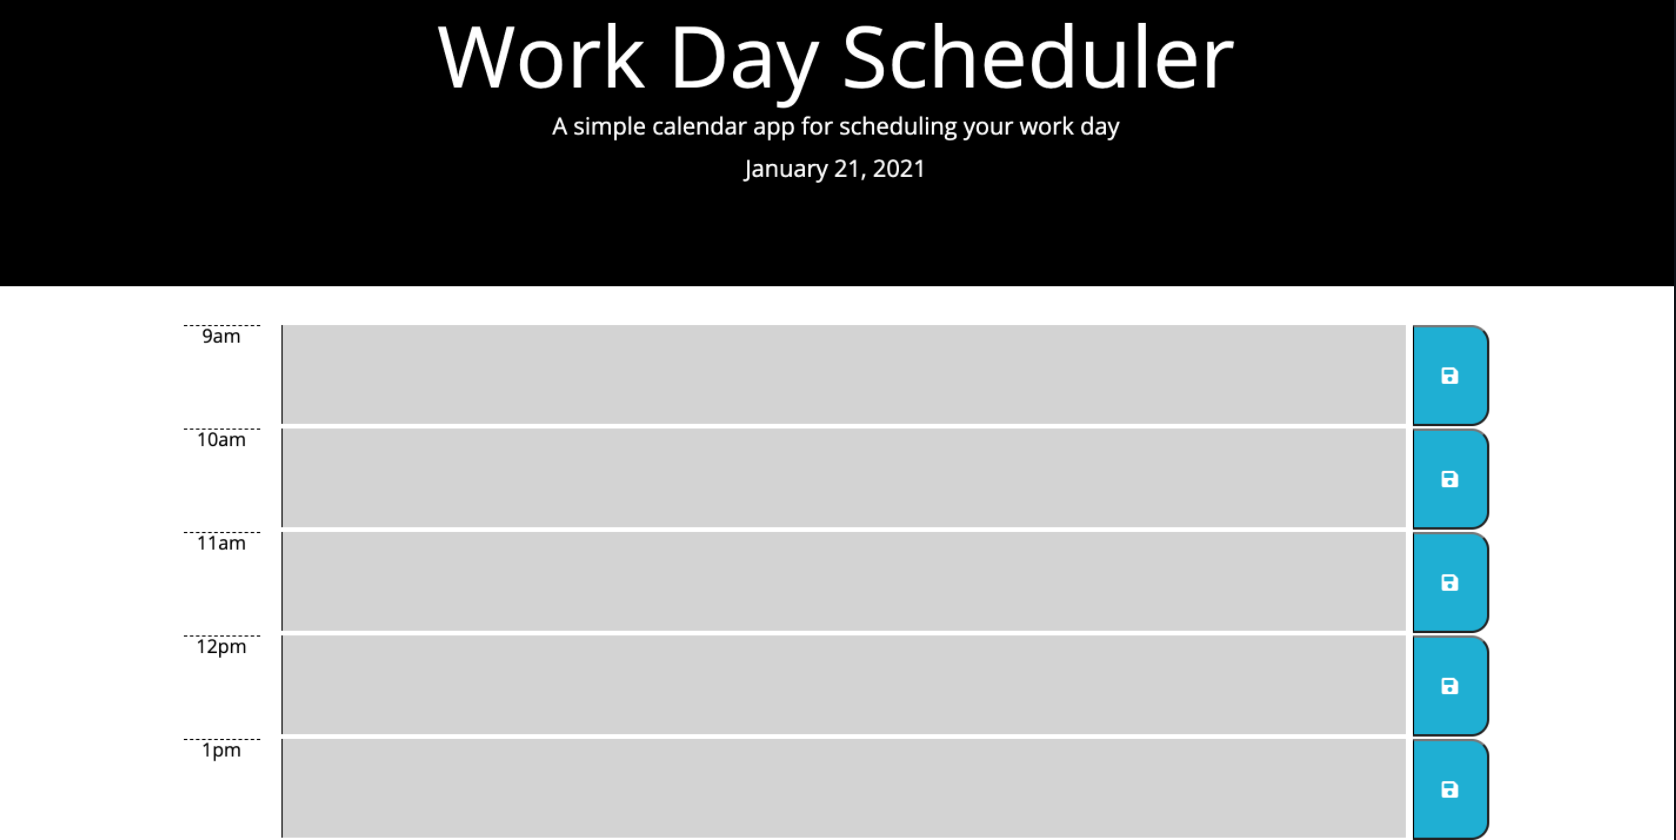 Work Day Scheduler
A simple calendar app for scheduling your work day
January 21, 2021
9am
10am
11am
12pm
1pm